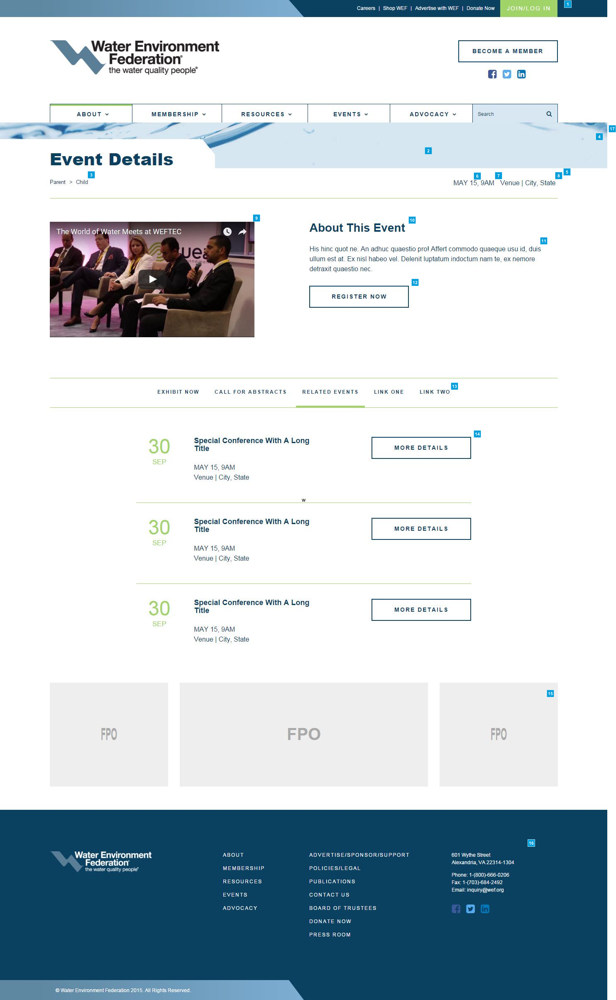 Careers | Shop WEF | Advertise with WEF | Donate Now JOIN/LOG IN 1
Water Environment
Federation®
the water quality people®
BECOME A MEMBER
ABOUT MEMBERSHIP RESOURCES EVENTS ADVOCACY Search
17
4
2
Event Details
3
5
6 7 8
Parent > Child MAY 15, 9AM Venue | City, State
9
The World of Water Meets at WEFTEC
10
About This Event
11
His hinc quot ne. An adhuc quaestio pro! Affert commodo quaeque usu id, duis
ullum est at. Ex nisl habeo vel. Delenit luptatum indoctum nam te, ex nemore
detraxit quaestio nec.
12
REGISTER NOW
13
EXHIBIT NOW CALL FOR ABSTRACTS RELATED EVENTS LINK ONE LINK TWO
14
30
SEP
Special Conference With A Long
Title
MAY 15, 9AM
Venue | City, State
MORE DETAILS
w
30
SEP
Special Conference With A Long
Title
MAY 15, 9AM
Venue | City, State
MORE DETAILS
30
SEP
Special Conference With A Long
Title
MAY 15, 9AM
Venue | City, State
MORE DETAILS
15
FPO FPO FPO
16
Water Environment
Federation®
the water quality people®
ABOUT
MEMBERSHIP
RESOURCES
EVENTS
ADVOCACY
ADVERTISE/SPONSOR/SUPPORT
POLICIES/LEGAL
PUBLICATIONS
CONTACT US
BOARD OF TRUSTEES
DONATE NOW
PRESS ROOM
601 Wythe Street
Alexandria, VA 22314-1304
Phone: 1-(800)-666-0206
Fax: 1-(703)-684-2492
Email: inquiry@wef.org
© Water Environment Federation 2015. All Rights Reserved.